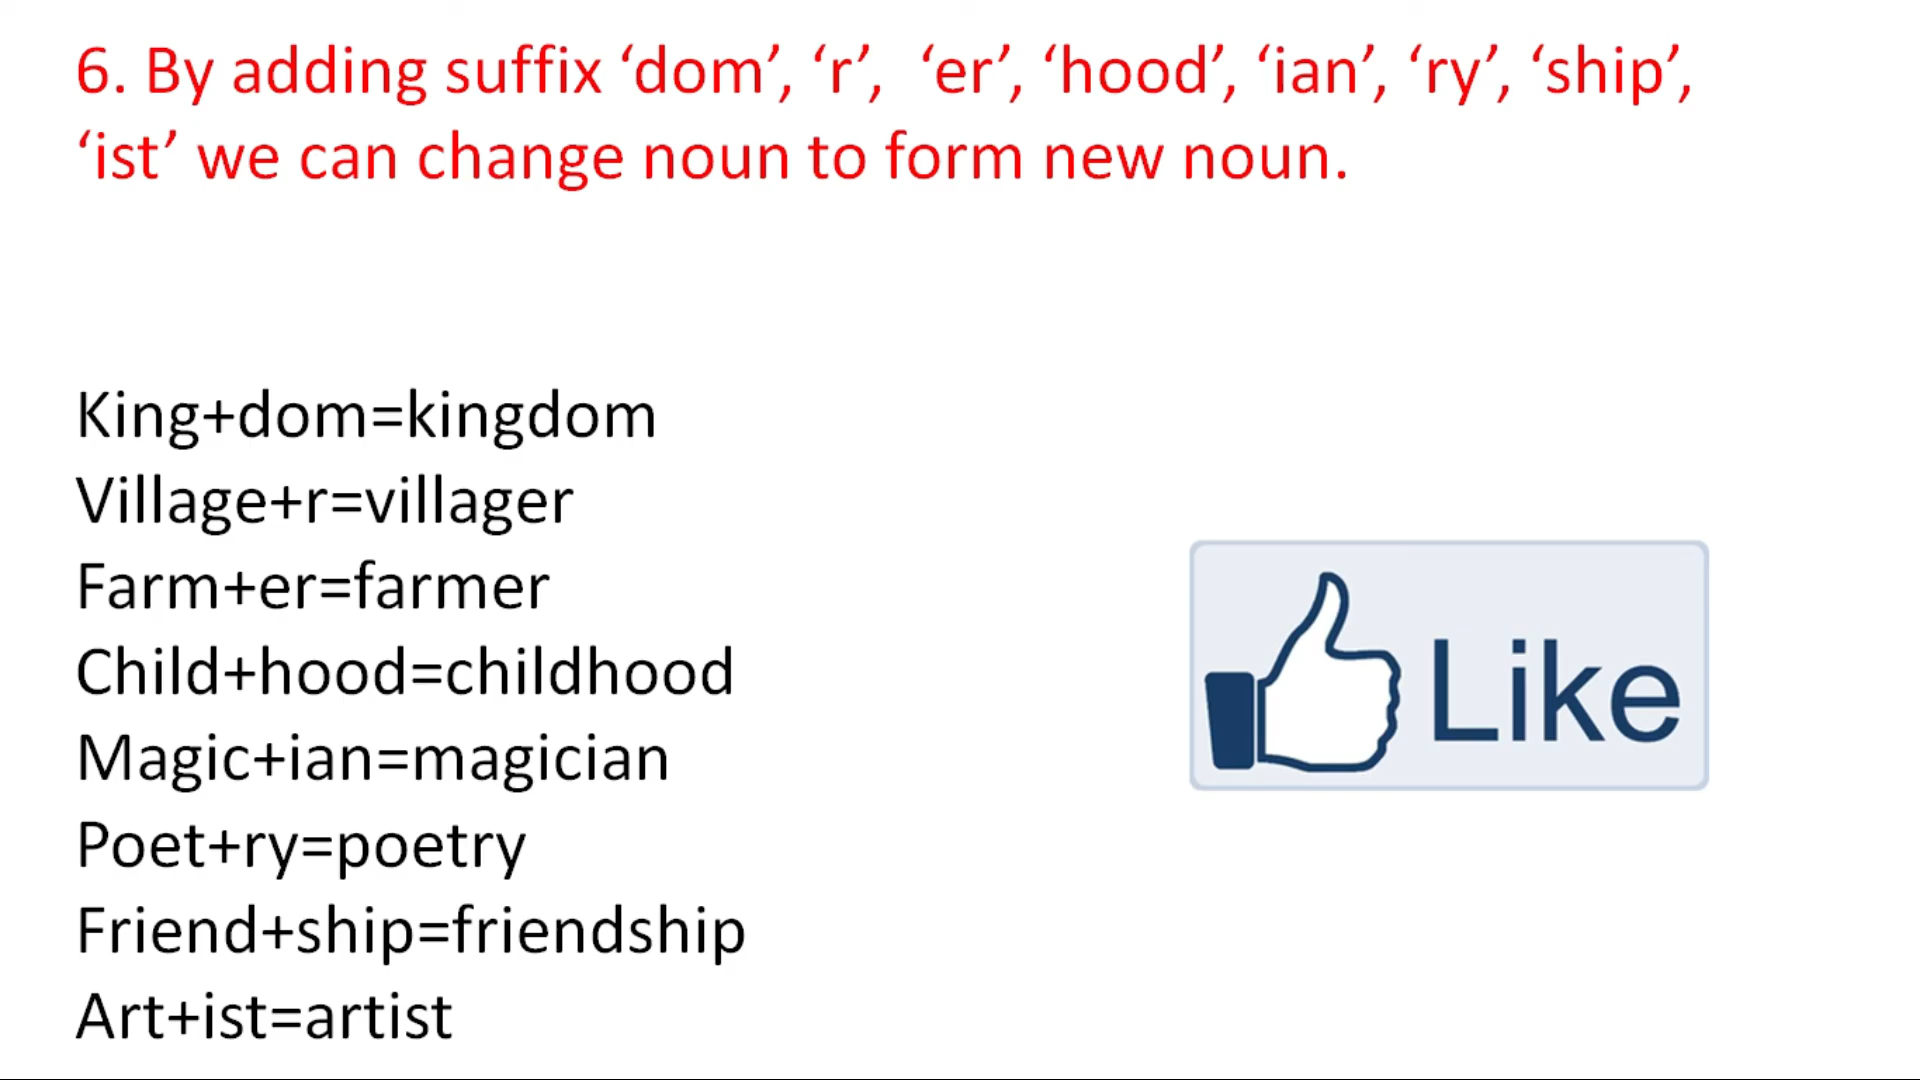 6. By adding suffix ‘dom’, ‘r’, ‘er’, ‘hood’, ‘ian’, ‘ry’, ‘ship’,
‘ist’ we can change noun to form new noun.
King+dom=kingdom
Village+r=villager
Farm+er=farmer
Child+hood=childhood
Magic+ian=magician
Poet+ry=poetry
Friend+ship=friendship
Art+ist=artist
Like